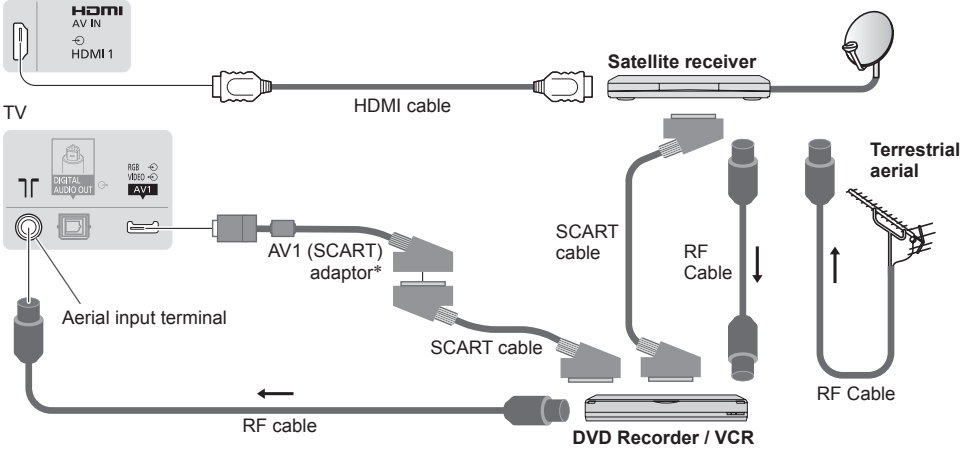 HDMI
AV IN
HDMI 1
Satellite receiver
HDMI cable
TV
DIGITAL
AUDIO OUT
RGB
VIDEO
AV1
Terrestrial
aerial
SCART
cable
RF
Cable
AV1 (SCART)
adaptor*
Aerial input terminal
SCART cable
RF Cable
RF cable
DVD Recorder / VCR